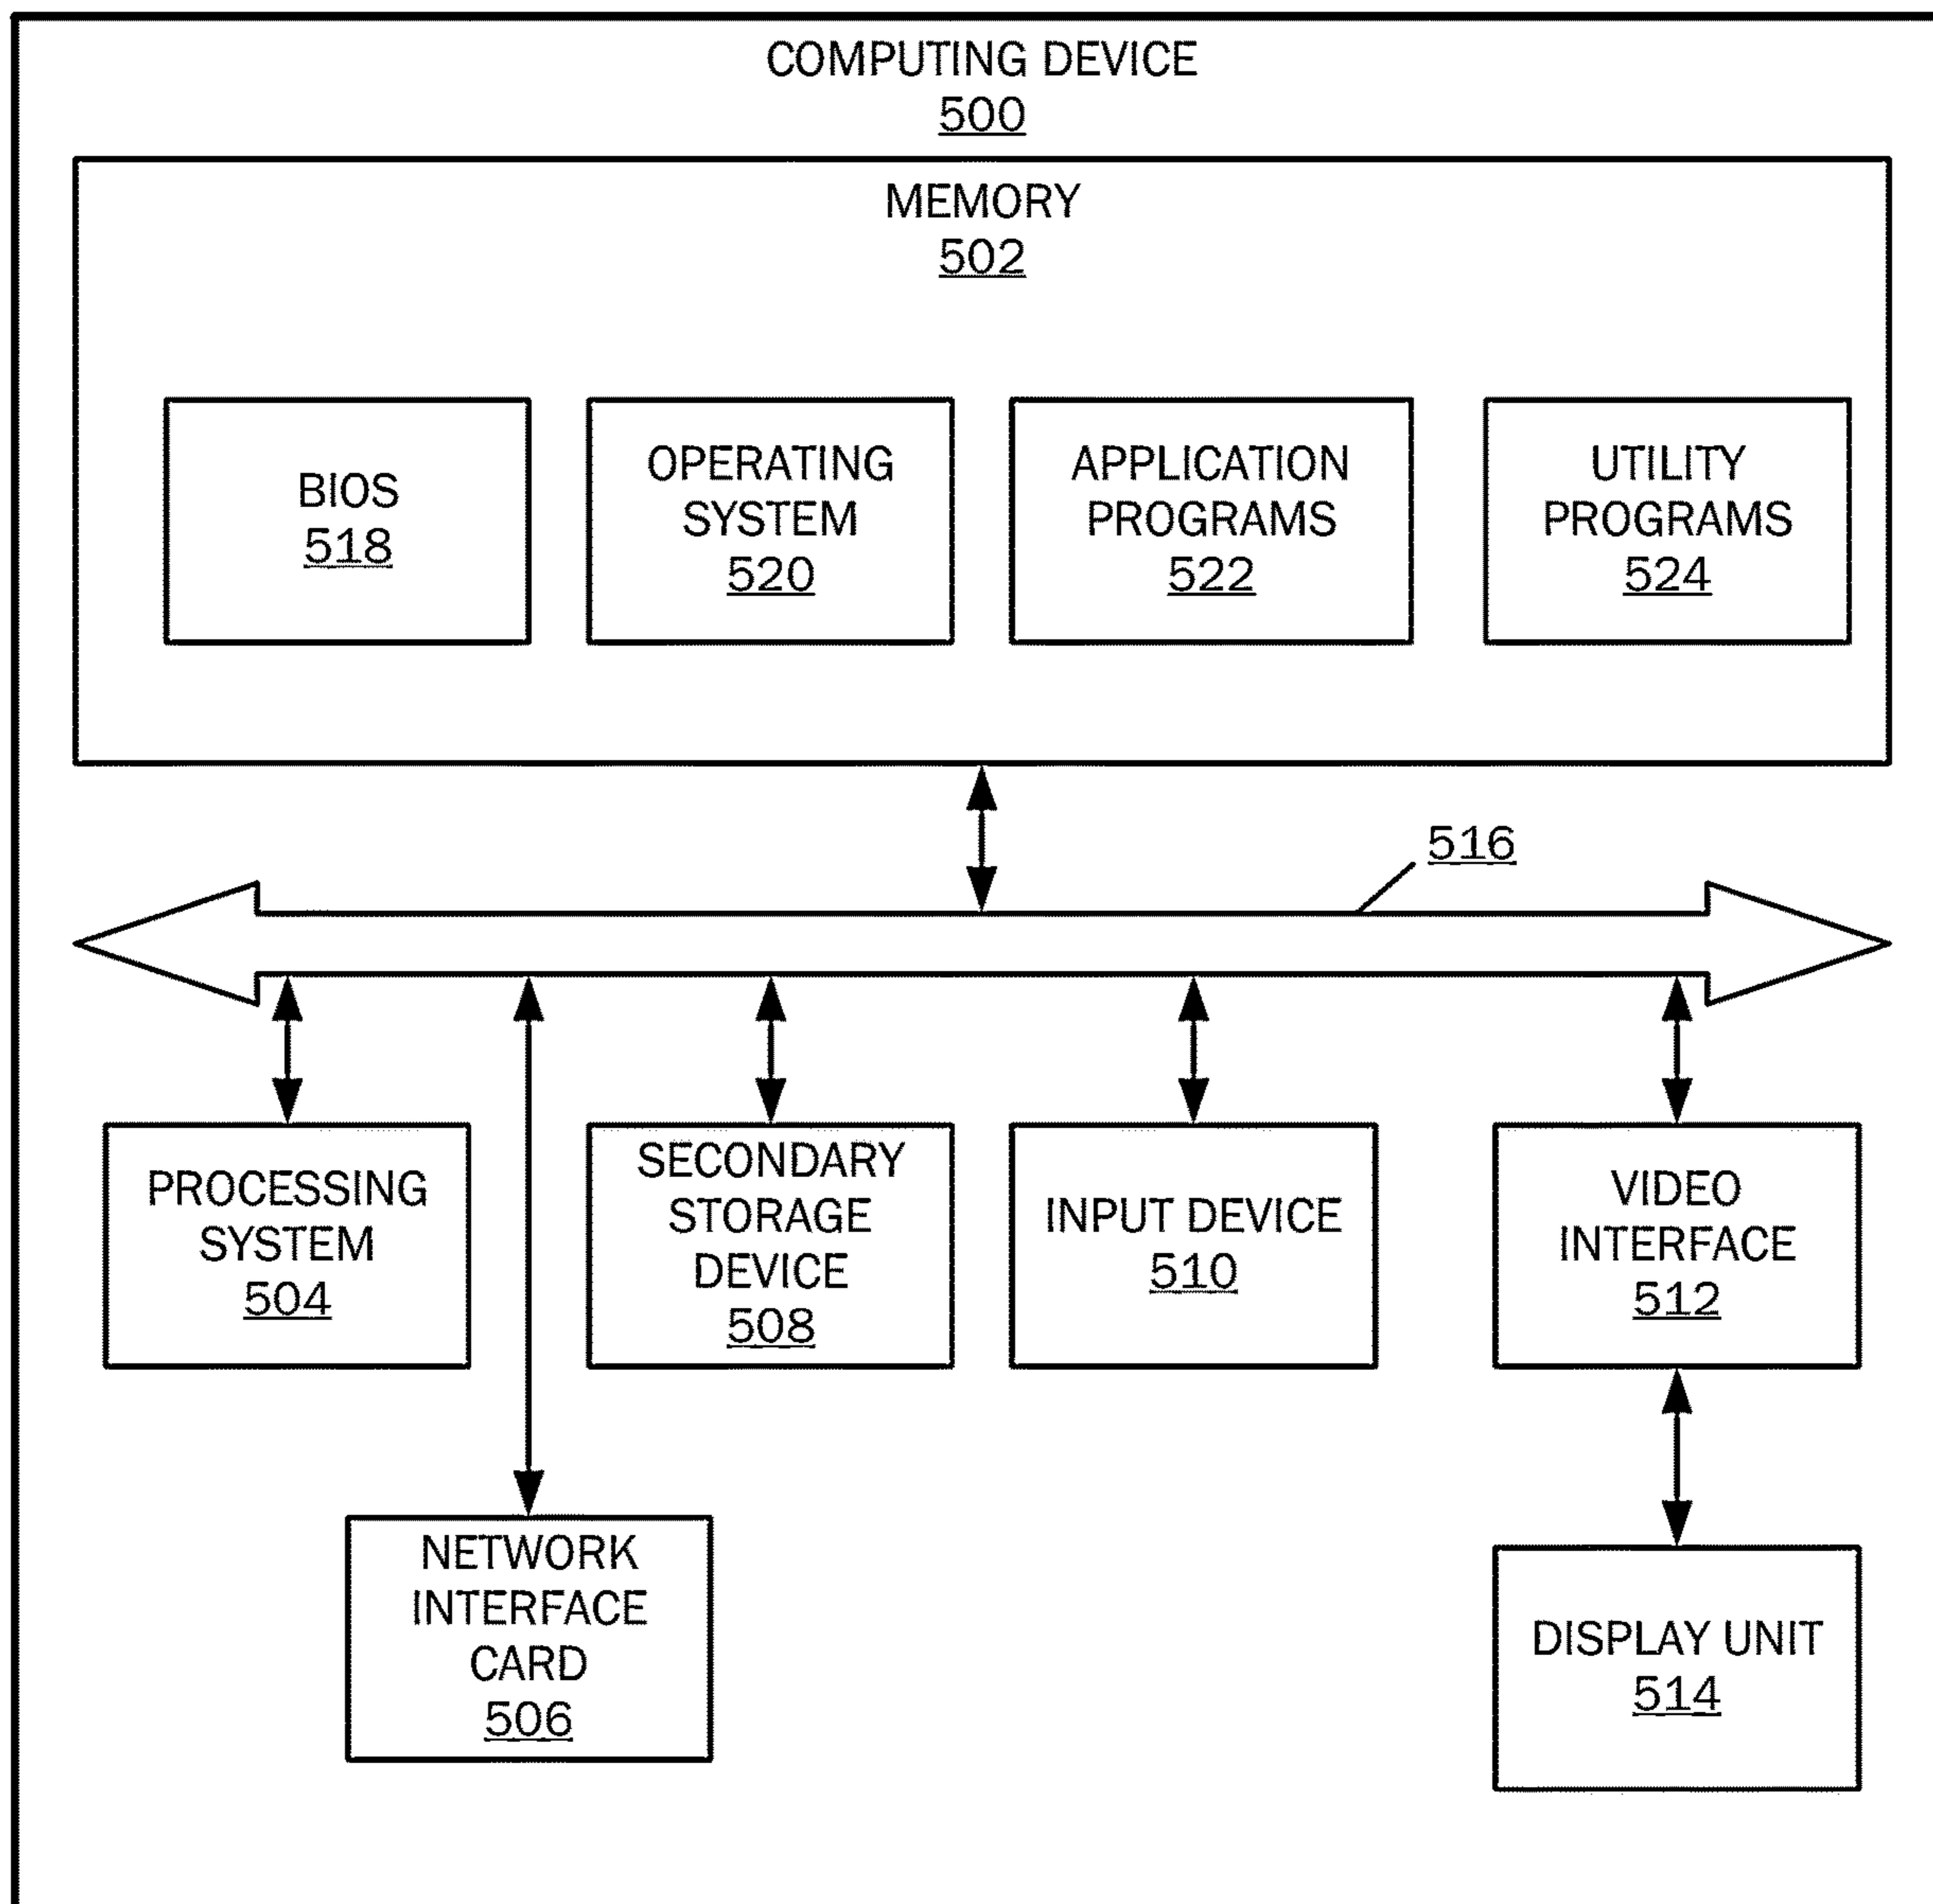 COMPUTING DEVICE
500
MEMORY
502
BIOS
518
OPERATING
SYSTEM
520
APPLICATION
PROGRAMS
522
UTILITY
PROGRAMS
524
516
PROCESSING
SYSTEM
504
SECONDARY
STORAGE
DEVICE
508
INPUT DEVICE
510
VIDEO
INTERFACE
512
NETWORK
INTERFACE
CARD
506
DISPLAY UNIT
514